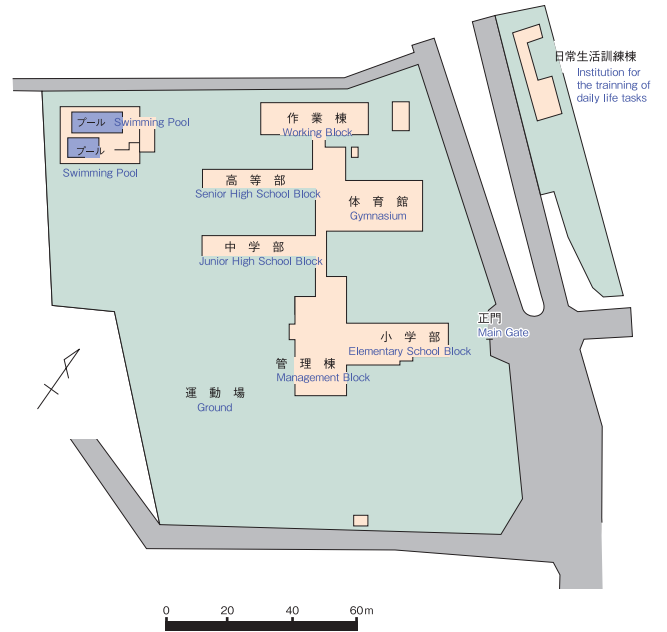 日常生活訓練棟
Institution for
the trainning of
daily life tasks
プール
Swimming Pool
プール
Swimming Pool
作業棟
Working Block
高等部
Senior High School Block
体育館
Gymnasium
中学部
Junior High School Block
正門
Main Gate
小学部
Elementary School Block
管理棟
Management Block
運動場
Ground
0 20 40 60m